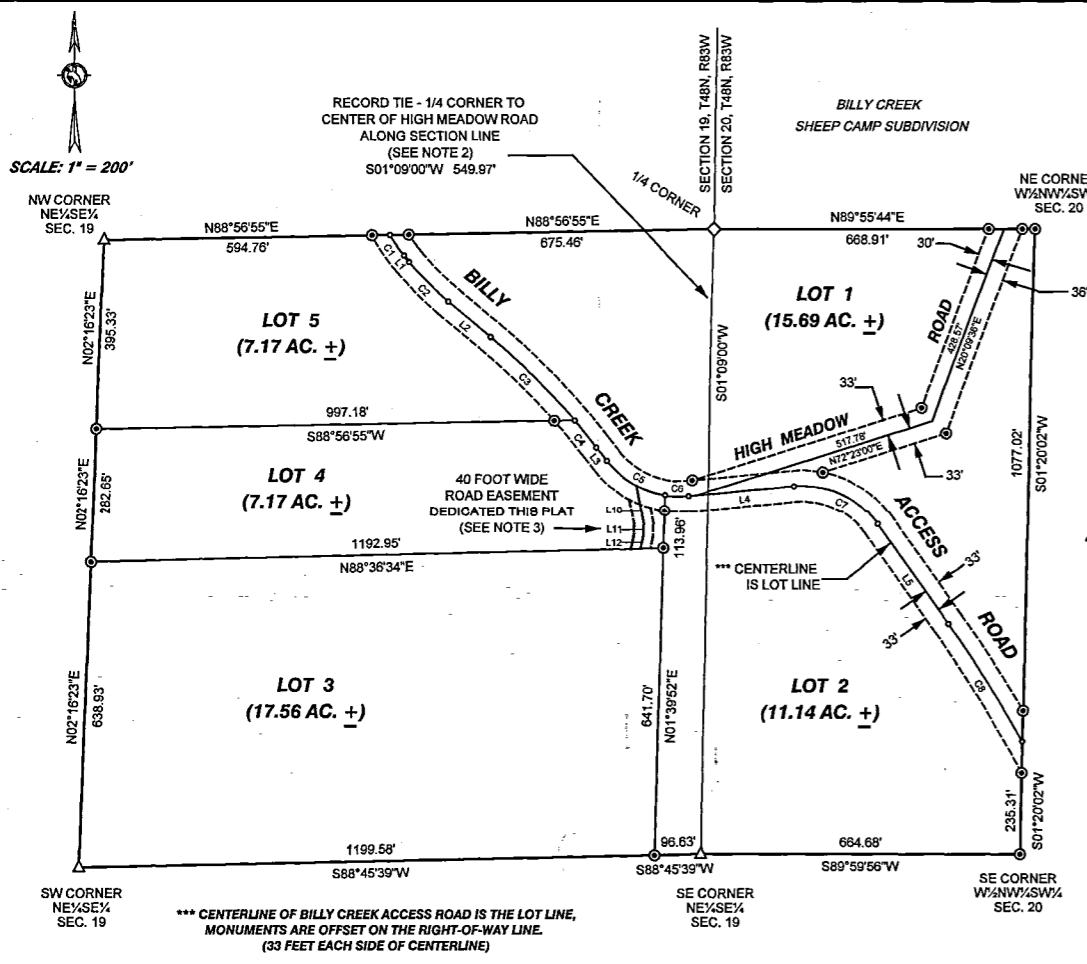 SCALE: 1" = 200'
RECORD TIE - 1/4 CORNER TO
CENTER OF HIGH MEADOW ROAD
ALONG SECTION LINE
(SEE NOTE 2)
S01°09'00"W 549.97'
1/4 CORNER
SECTION 19, T48N, R83W
SECTION 20, T48N, R83W
BILLY CREEK
SHEEP CAMP SUBDIVISION
NW CORNER
NE¼SE¼
SEC. 19
NE CORNE
W½NW¼SW
SEC. 20
N88°56'55"E
594.76'
N88°56'55"E
675.46'
N89°55'44"E
668.91'
30'
36'
C1
L1
C2
L2
C3
C4
L3
C5
C6
L4
C7
L5
C8
BILLY
CREEK
ACCESS
ROAD
LOT 5
(7.17 AC. ±)
LOT 1
(15.69 AC. ±)
ROAD
428.57'
N20°09'36"E
N02°16'23"E
395.33'
S01°09'00"W
33'
HIGH MEADOW
517.78'
N72°23'00"E
33'
1077.02'
S01°20'02"W
997.18'
S88°56'55"W
LOT 4
(7.17 AC. ±)
N02°16'23"E
282.65'
40 FOOT WIDE
ROAD EASEMENT
DEDICATED THIS PLAT
(SEE NOTE 3)
L10
L11
L12
113.96'
1192.95'
N88°36'34"E
*** CENTERLINE
IS LOT LINE
33'
33'
LOT 3
(17.56 AC. ±)
LOT 2
(11.14 AC. ±)
N02°16'23"E
638.93'
641.70'
N01°39'52"E
235.31'
S01°20'02"W
1199.58'
S88°45'39"W
96.63'
S88°45'39"W
664.68'
S89°59'56"W
SW CORNER
NE¼SE¼
SEC. 19
SE CORNER
NE¼SE¼
SEC. 19
SE CORNER
W½NW¼SW¼
SEC. 20
*** CENTERLINE OF BILLY CREEK ACCESS ROAD IS THE LOT LINE,
MONUMENTS ARE OFFSET ON THE RIGHT-OF-WAY LINE.
(33 FEET EACH SIDE OF CENTERLINE)